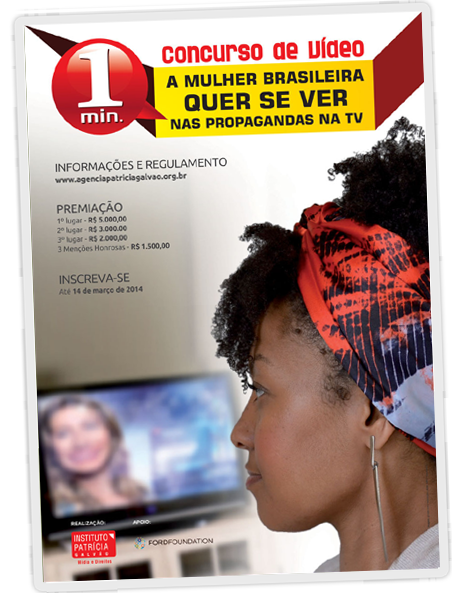 1
min.
CONCURSO DE VÍDEO
A MULHER BRASILEIRA
QUER SE VER
NAS PROPAGANDAS NA TV
INFORMAÇÕES E REGULAMENTO
www.agenciapatriciagalvao.org.br
PREMIAÇÃO
1º lugar - R$ 5.000,00
2º lugar - R$ 3.000,00
3º lugar - R$ 2.000,00
3 Menções Honrosas - R$ 1.500,00
INSCREVA-SE
Até 14 de março de 2014
REALIZAÇÃO:
APOIO:
INSTITUTO
PATRÍCIA
GALVÃO
Mídia e Direitos
FORDFOUNDATION